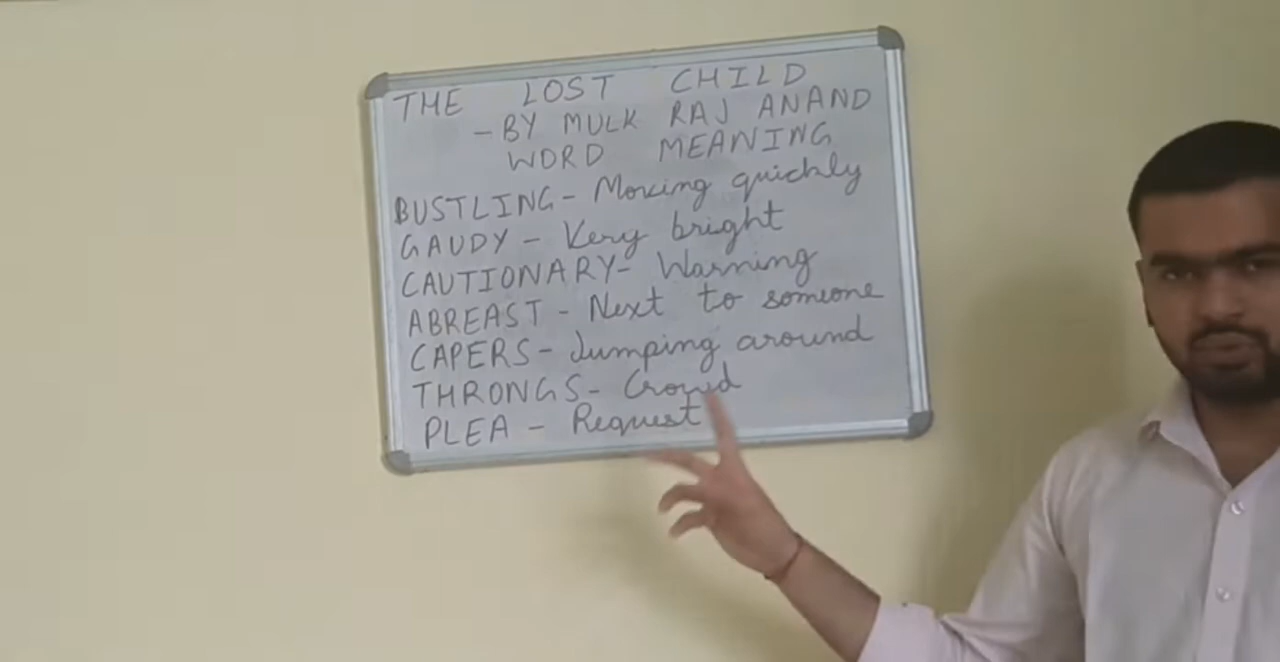 THE LOST CHILD
- BY MULK RAJ ANAND
WORD MEANING
BUSTLING - Moving quickly
GAUDY - Very bright
CAUTIONARY - Warning
ABREAST - Next to someone
CAPERS - Jumping around
THRONGS - Crowd
PLEA - Request